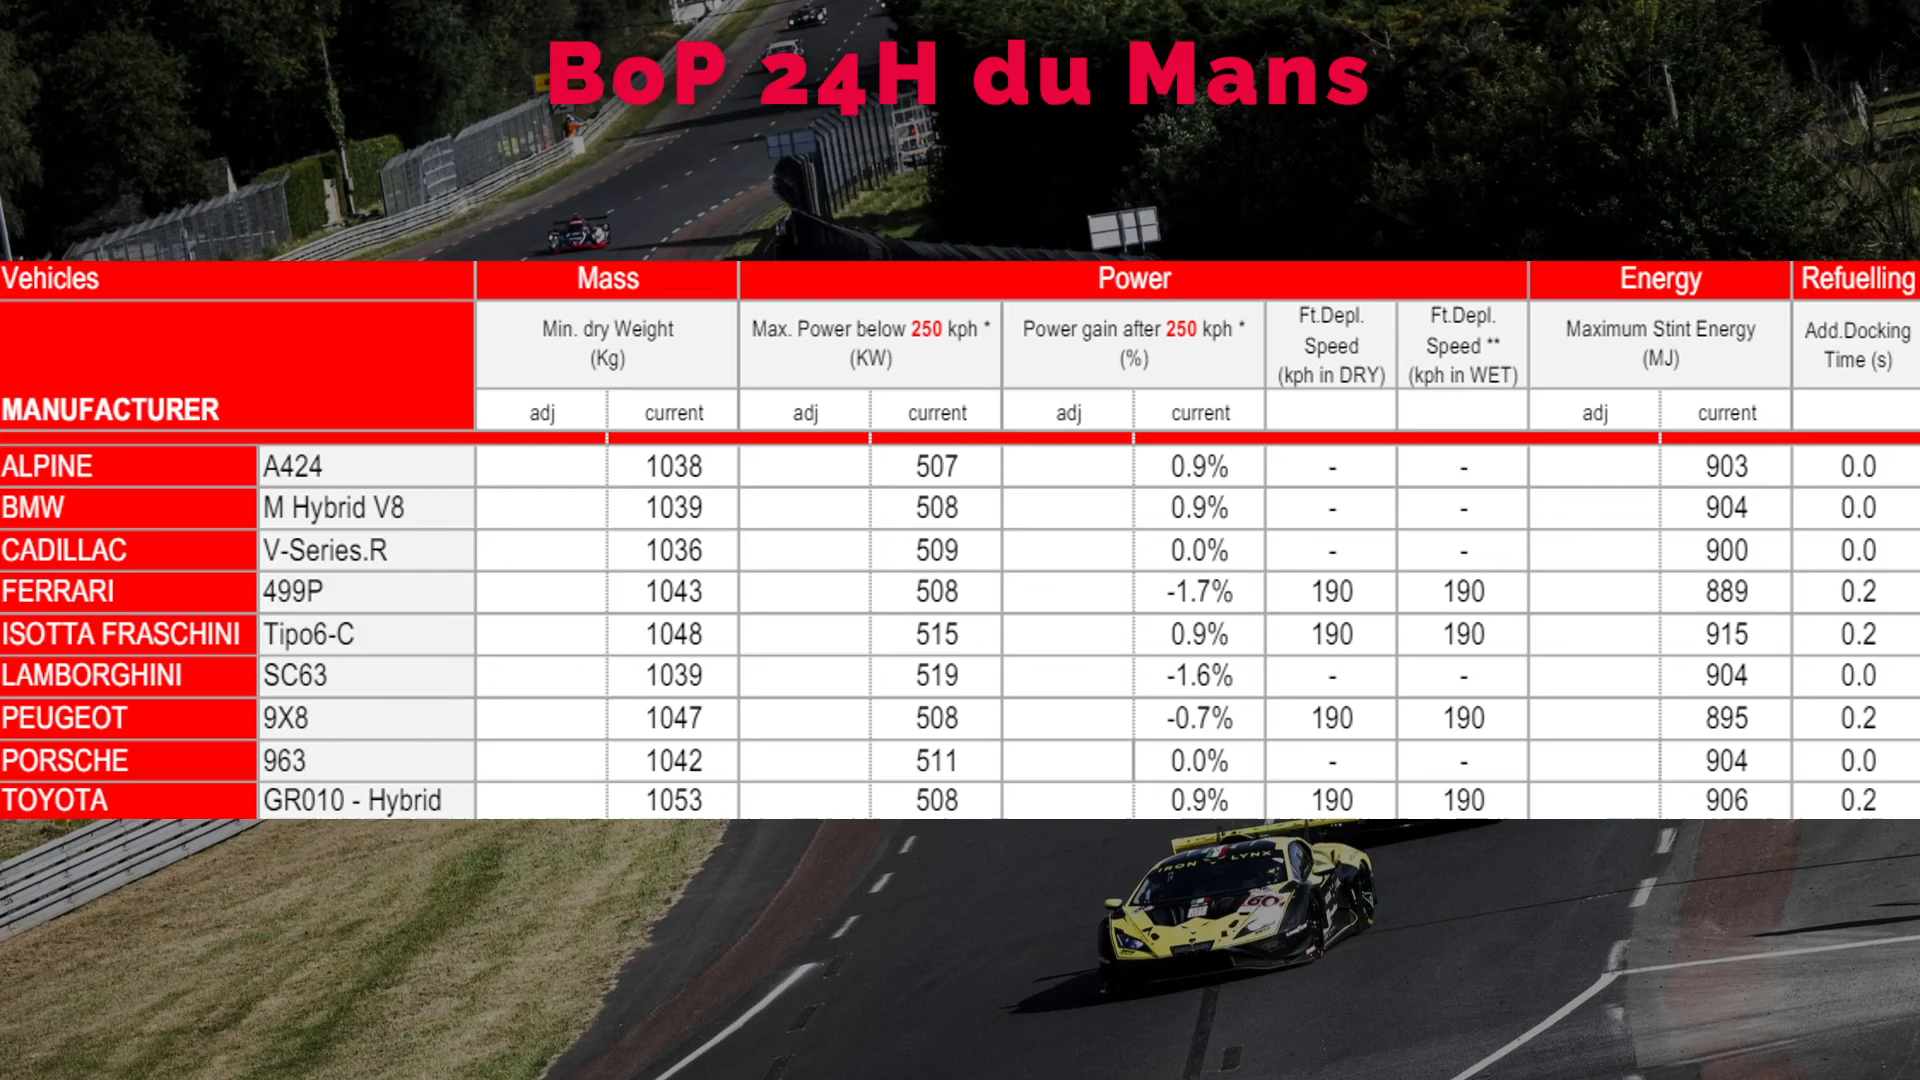 BoP 24H du Mans
Vehicles Mass Power Energy Refuelling
MANUFACTURER
Min. dry Weight
(Kg)
Max. Power below 250 kph *
(KW)
Power gain after 250 kph *
(%)
Ft.Depl.
Speed
(kph in DRY)
Ft.Depl.
Speed **
(kph in WET)
Maximum Stint Energy
(MJ)
Add.Docking
Time (s)
adj current adj current adj current adj current
ALPINE A424 1038 507 0.9% - - 903 0.0
BMW M Hybrid V8 1039 508 0.9% - - 904 0.0
CADILLAC V-Series.R 1036 509 0.0% - - 900 0.0
FERRARI 499P 1043 508 -1.7% 190 190 889 0.2
ISOTTA FRASCHINI Tipo6-C 1048 515 0.9% 190 190 915 0.2
LAMBORGHINI SC63 1039 519 -1.6% - - 904 0.0
PEUGEOT 9X8 1047 508 -0.7% 190 190 895 0.2
PORSCHE 963 1042 511 0.0% - - 904 0.0
TOYOTA GR010 - Hybrid 1053 508 0.9% 190 190 906 0.2
IRON LYNX
60